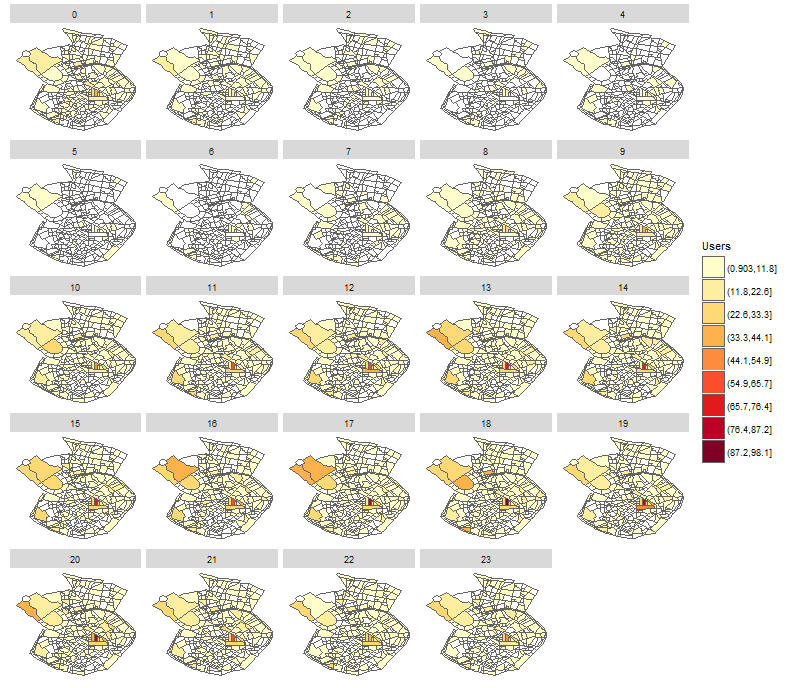 0 1 2 3 4
5 6 7 8 9
10 11 12 13 14
15 16 17 18 19
20 21 22 23
Users
(0.903,11.8]
(11.8,22.6]
(22.6,33.3]
(33.3,44.1]
(44.1,54.9]
(54.9,65.7]
(65.7,76.4]
(76.4,87.2]
(87.2,98.1]